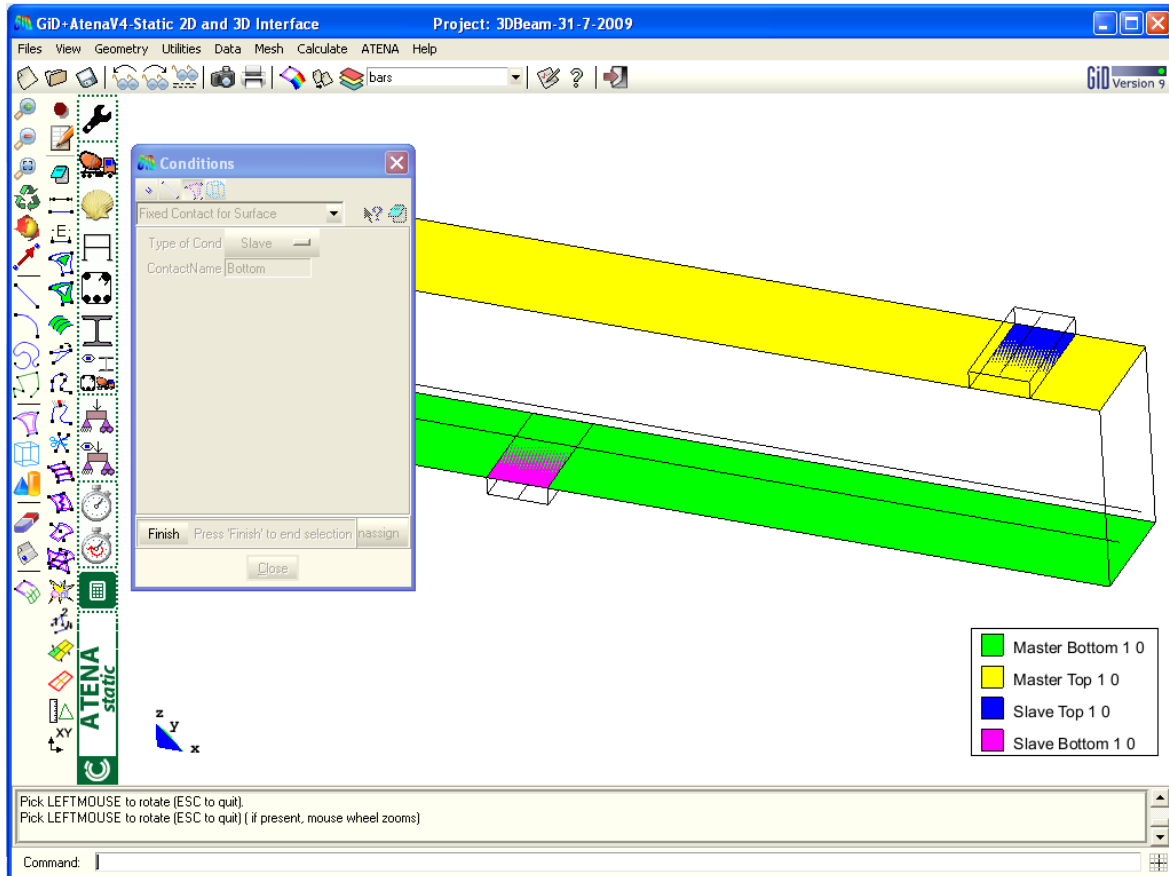 GiD+AtenaV4-Static 2D and 3D Interface Project: 3DBeam-31-7-2009
Files View Geometry Utilities Data Mesh Calculate ATENA Help
bars
GiD Version 9
Conditions
Fixed Contact for Surface
Type of Cond Slave
ContactName Bottom
Finish Press 'Finish' to end selection nassign
Close
E
2
XY
ATENA
static
z
y
x
Master Bottom 1 0
Master Top 1 0
Slave Top 1 0
Slave Bottom 1 0
Pick LEFTMOUSE to rotate (ESC to quit).
Pick LEFTMOUSE to rotate (ESC to quit) ( if present, mouse wheel zooms)
Command: